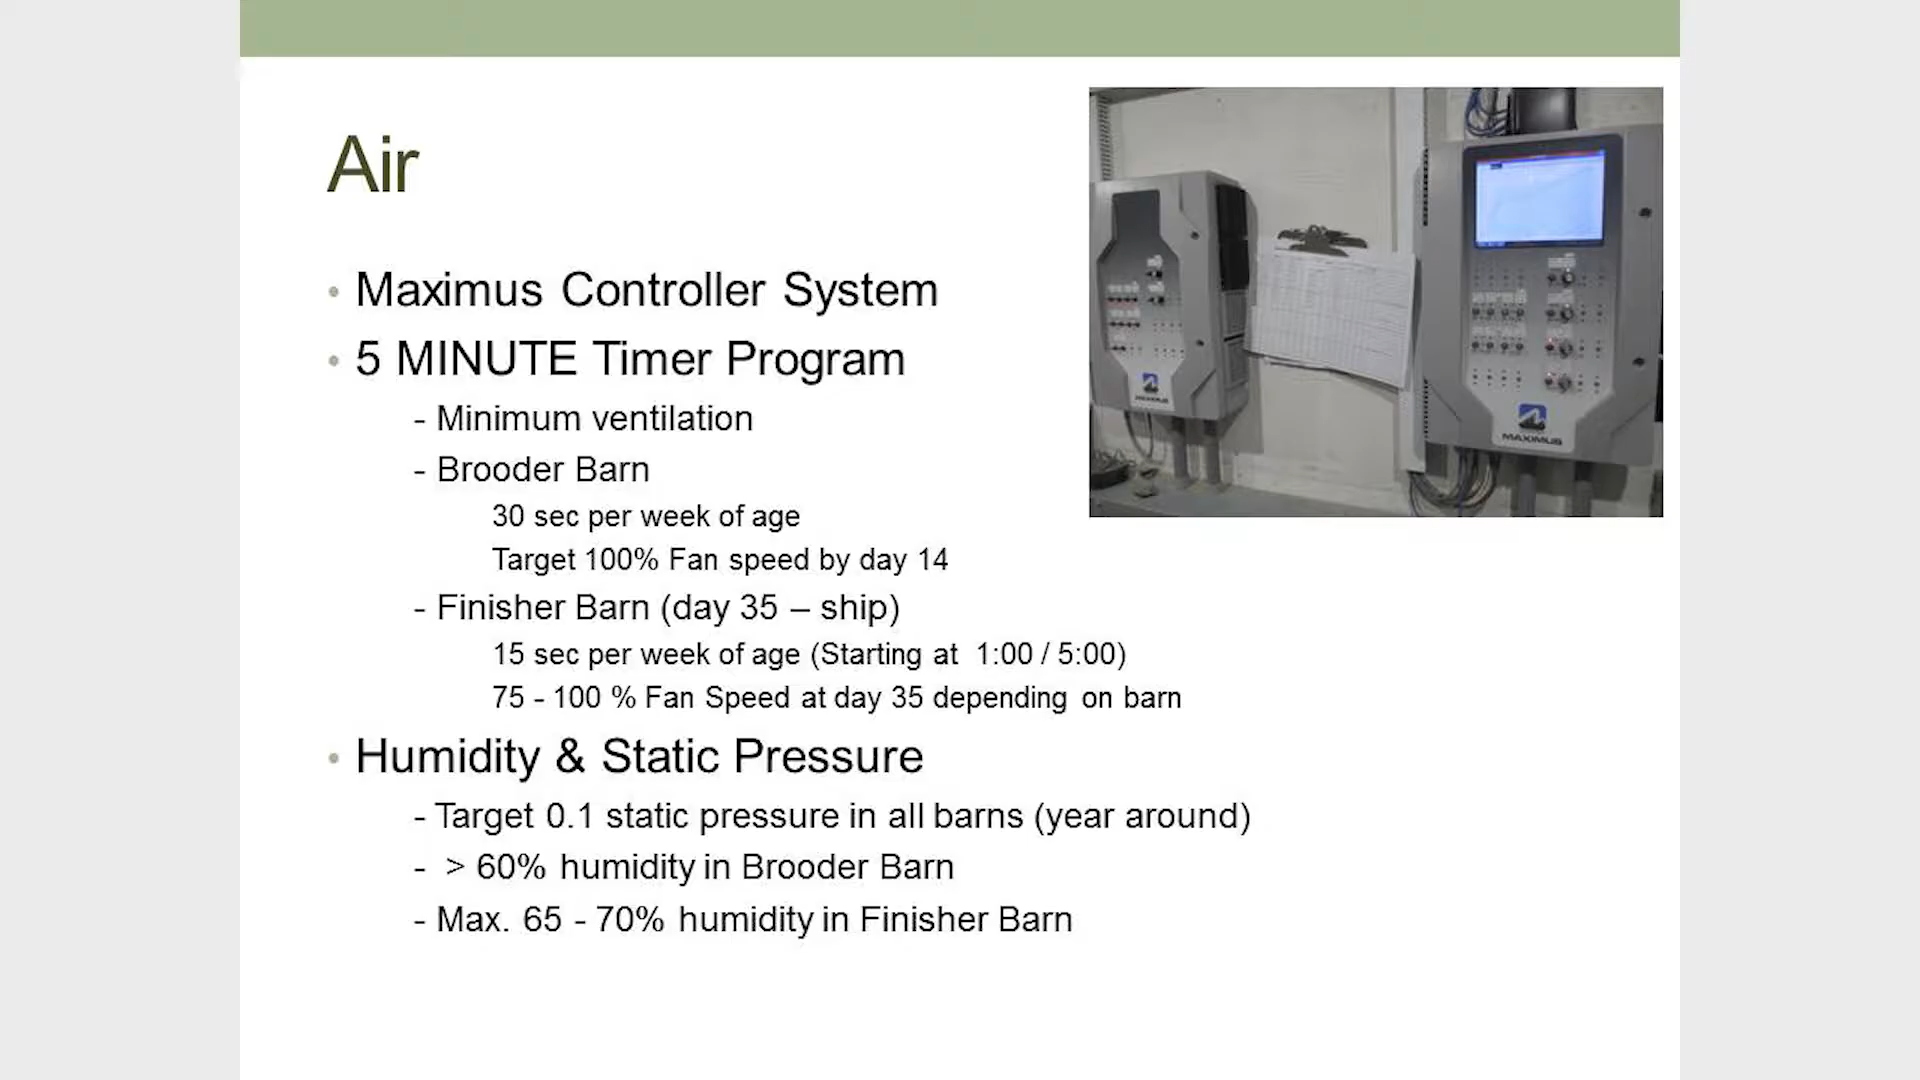 Air
• Maximus Controller System
• 5 MINUTE Timer Program
- Minimum ventilation
- Brooder Barn
30 sec per week of age
Target 100% Fan speed by day 14
- Finisher Barn (day 35 – ship)
15 sec per week of age (Starting at 1:00 / 5:00)
75 - 100 % Fan Speed at day 35 depending on barn
• Humidity & Static Pressure
- Target 0.1 static pressure in all barns (year around)
- > 60% humidity in Brooder Barn
- Max. 65 - 70% humidity in Finisher Barn
MAXIMUS
MAXIMUS